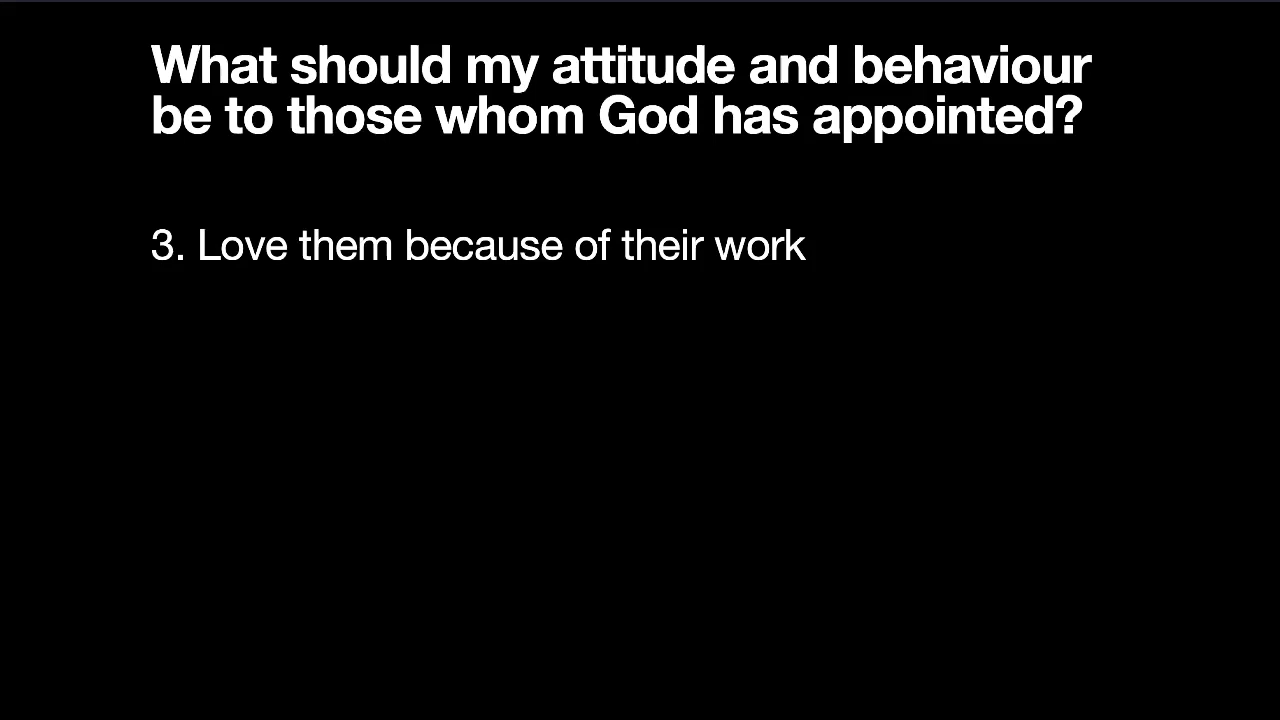 What should my attitude and behaviour
be to those whom God has appointed?
3. Love them because of their work